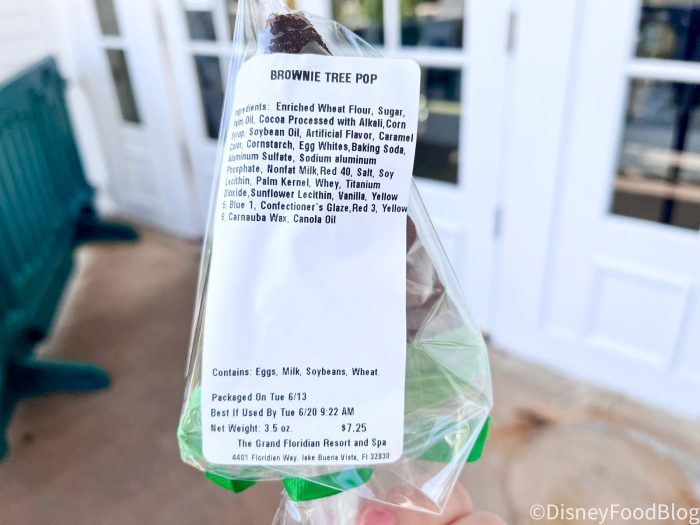 BROWNIE TREE POP
Ingredients: Enriched Wheat Flour, Sugar,
Palm Oil, Cocoa Processed with Alkali,Corn
Syrup, Soybean Oil, Artificial Flavor, Caramel
Color, Cornstarch, Egg Whites,Baking Soda,
Aluminum Sulfate, Sodium aluminum
Phosphate, Nonfat Milk,Red 40, Salt, Soy
Lecithin, Palm Kernel, Whey, Titanium
Dioxide,Sunflower Lecithin, Vanilla, Yellow
5, Blue 1, Confectioner's Glaze,Red 3, Yellow
6, Carnauba Wax, Canola Oil
Contains: Eggs, Milk, Soybeans, Wheat.
Packaged On Tue 6/13
Best If Used By Tue 6/20 9:22 AM
Net Weight: 3.5 oz. $7.25
The Grand Floridian Resort and Spa
4401 Floridian Way, lake Buena Vista, Fl 32830
©DisneyFoodBlog